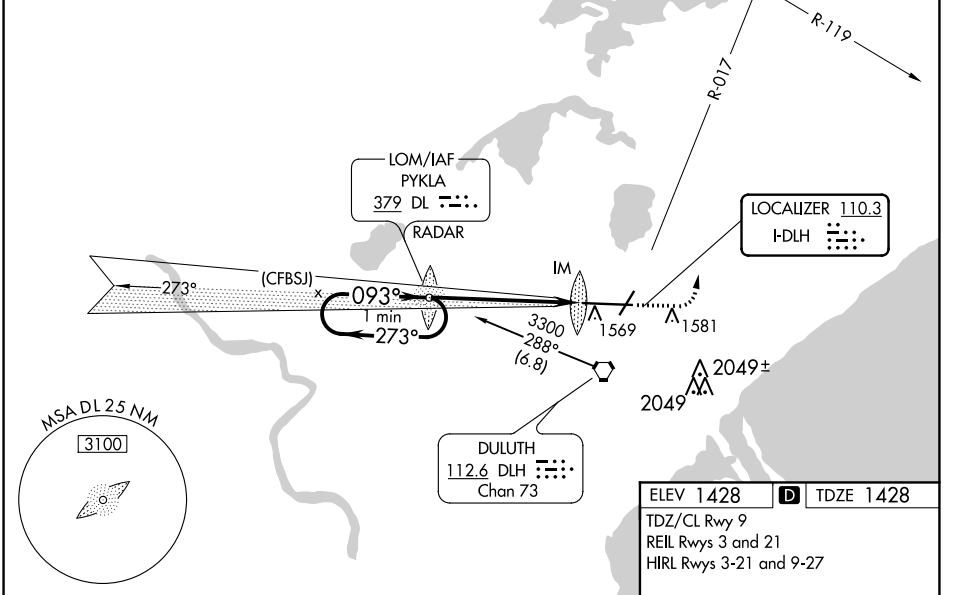 R-119
R-017
LOM/IAF
PYKLA
379 DL
RADAR
LOCALIZER 110.3
I-DLH
IM
(CFBSJ)
273°
x
093°
1 min
273°
1569
1581
3300
288°
(6.8)
2049±
2049
MSA DL 25 NM
3100
DULUTH
112.6 DLH
Chan 73
ELEV 1428 D TDZE 1428
TDZ/CL Rwy 9
REIL Rwys 3 and 21
HIRL Rwys 3-21 and 9-27